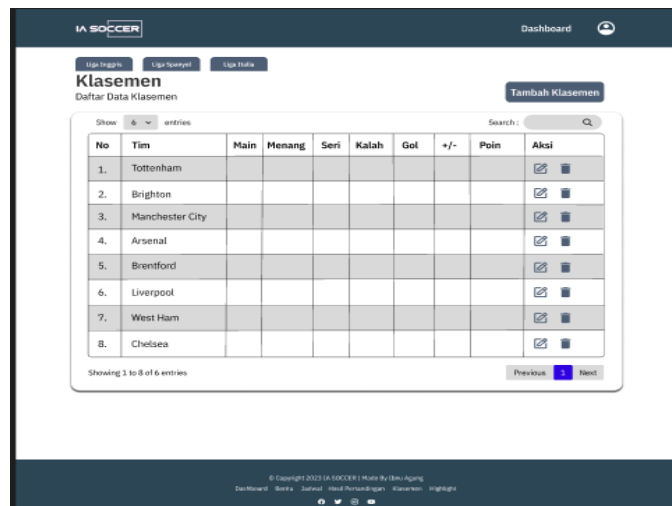 IA SOCCER
Dashboard
Liga Inggris Liga Spanyol Liga Italia
Klasemen
Daftar Data Klasemen
Tambah Klasemen
Show 6 entries
Search :
No Tim Main Menang Seri Kalah Gol +/- Poin Aksi
1. Tottenham
2. Brighton
3. Manchester City
4. Arsenal
5. Brentford
6. Liverpool
7. West Ham
8. Chelsea
Showing 1 to 8 of 6 entries
Previous 1 Next
© Copyright 2023 IA SOCCER | Made By Ibnu Agung
Dashboard Berita Jadwal Hasil Pertandingan Klasemen Highlight